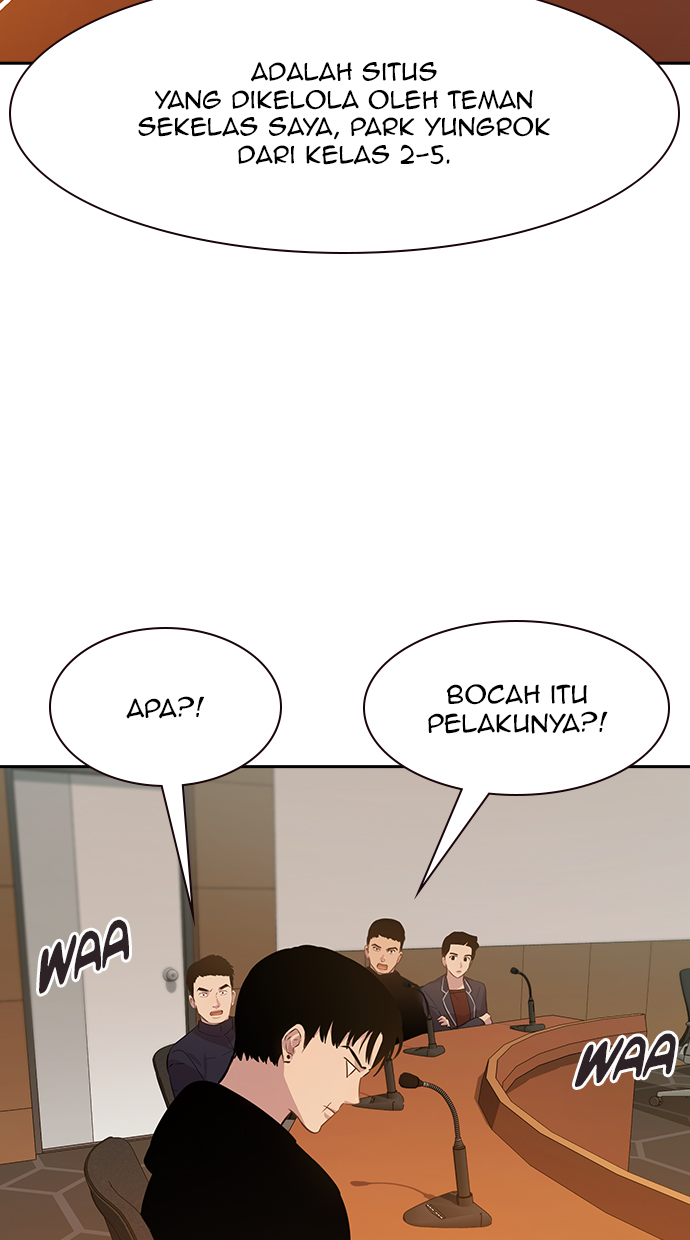 ADALAH SITUS
YANG DIKELOLA OLEH TEMAN
SEKELAS SAYA, PARK YUNGROK
DARI KELAS 2-5.
APA?!
BOCAH ITU
PELAKUNYA?!
WAA
WAA